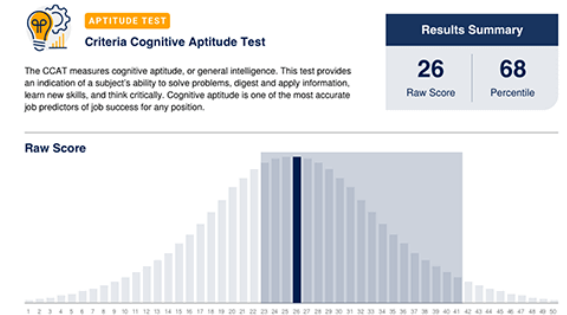 APTITUDE TEST
Criteria Cognitive Aptitude Test
The CCAT measures cognitive aptitude, or general intelligence. This test provides
an indication of a subject's ability to solve problems, digest and apply information,
learn new skills, and think critically. Cognitive aptitude is one of the most accurate
job predictors of job success for any position.
Results Summary
26 68
Raw Score Percentile
Raw Score
1 2 3 4 5 6 7 8 9 10 11 12 13 14 15 16 17 18 19 20 21 22 23 24 25 26 27 28 29 30 31 32 33 34 35 36 37 38 39 40 41 42 43 44 45 46 47 48 49 50